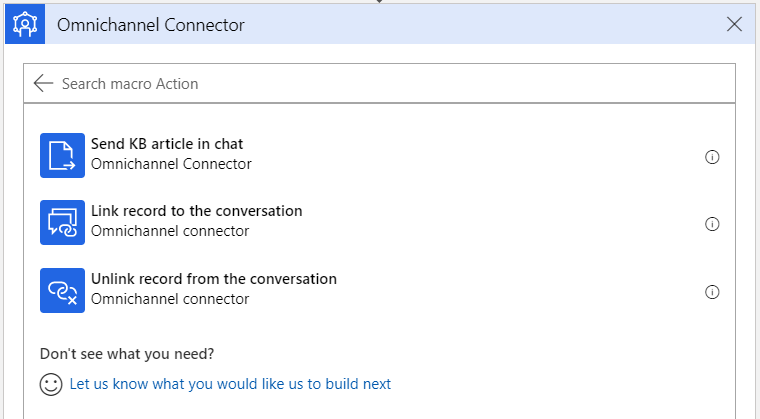 Omnichannel Connector
Search macro Action
Send KB article in chat
Omnichannel Connector
Link record to the conversation
Omnichannel connector
Unlink record from the conversation
Omnichannel connector
Don't see what you need?
Let us know what you would like us to build next